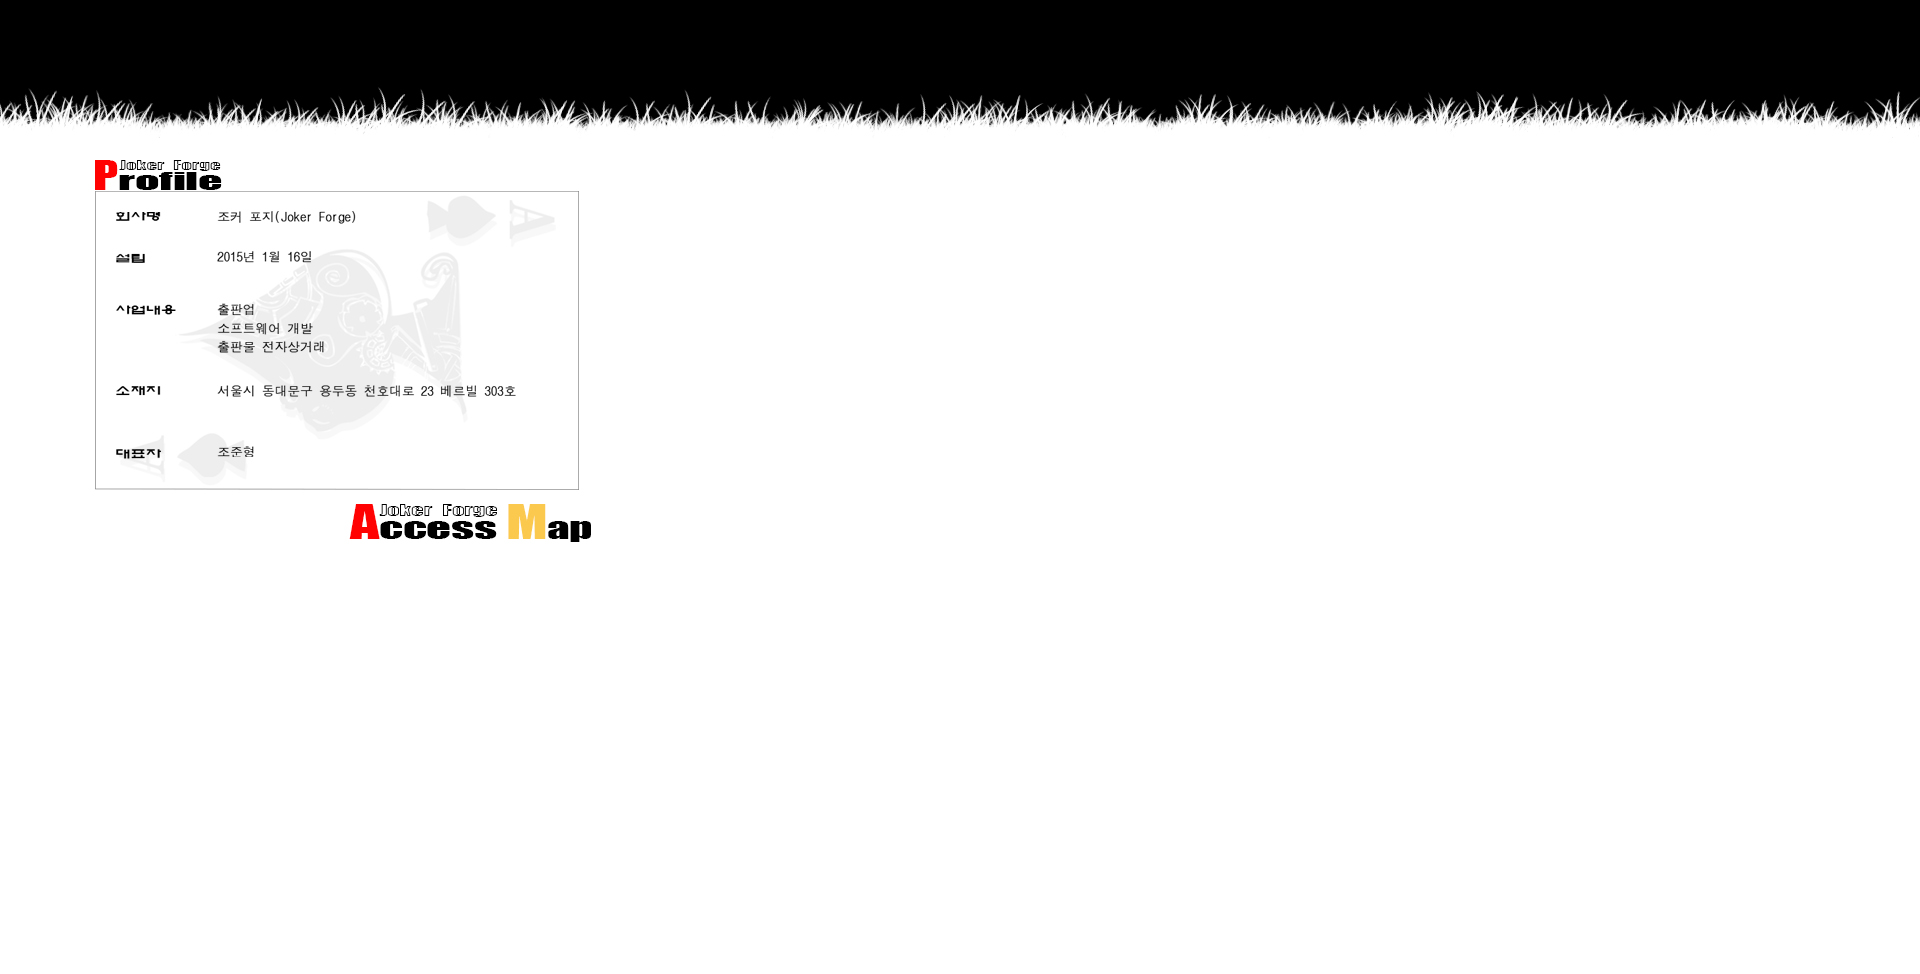 Joker Forge
Profile
회사명 조커 포지(Joker Forge)
설립 2015년 1월 16일
사업내용 출판업
소프트웨어 개발
출판물 전자상거래
소재지 서울시 동대문구 용두동 천호대로 23 베르빌 303호
대표자 조준형
A
A
Joker Forge
Access Map